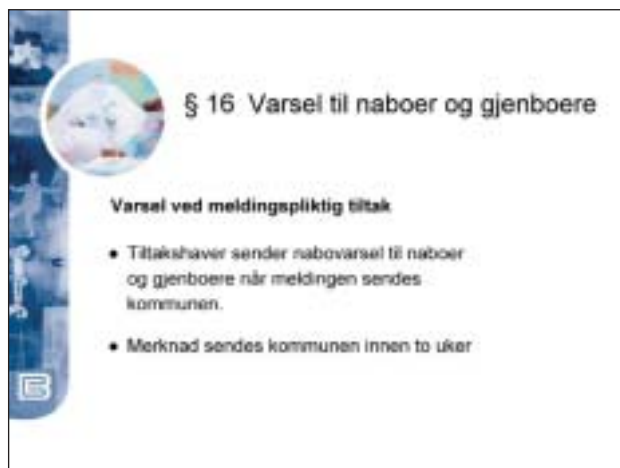 § 16 Varsel til naboer og gjenboere
Varsel ved meldingspliktig tiltak
• Tiltakshaver sender nabovarsel til naboer
og gjenboere når meldingen sendes
kommunen.
• Merknad sendes kommunen innen to uker